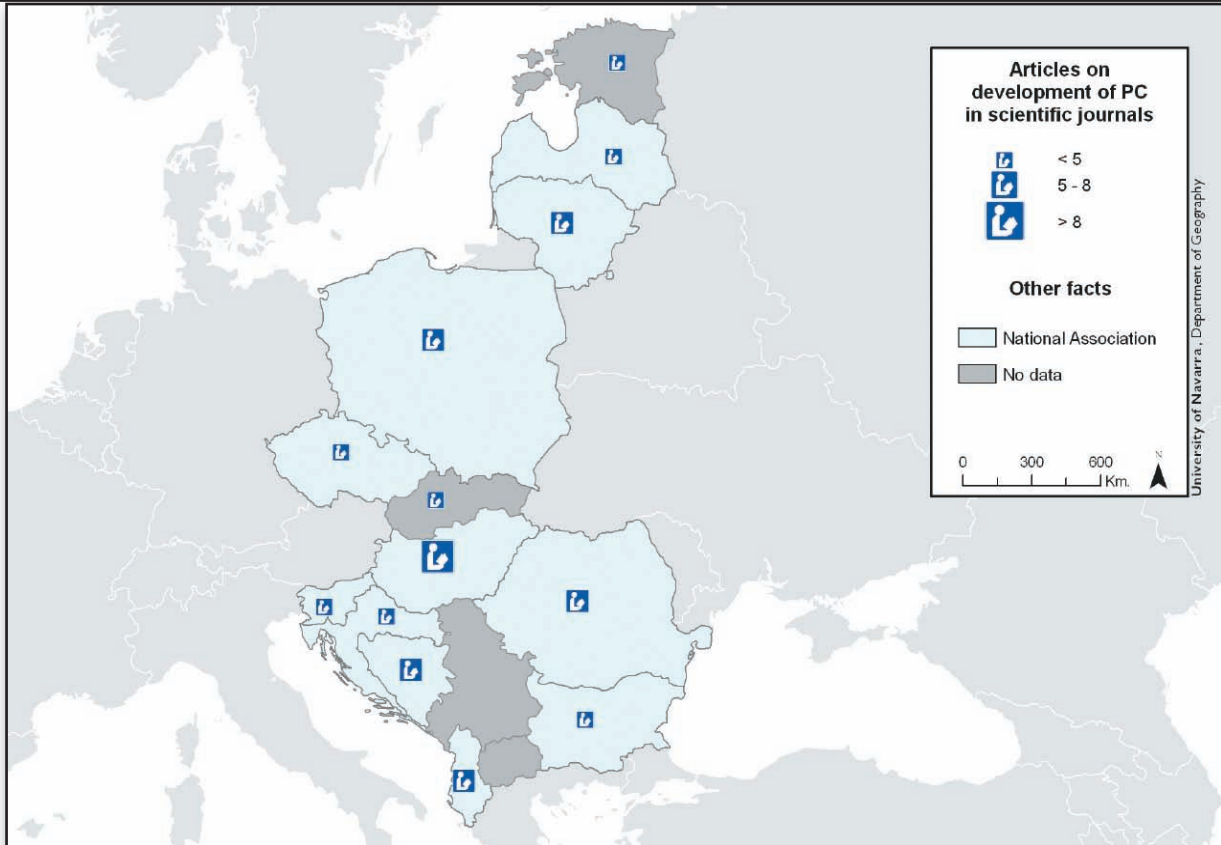 Articles on
development of PC
in scientific journals
< 5
5 - 8
> 8
Other facts
National Association
No data
0 300 600
Km.
N
University of Navarra, Department of Geography